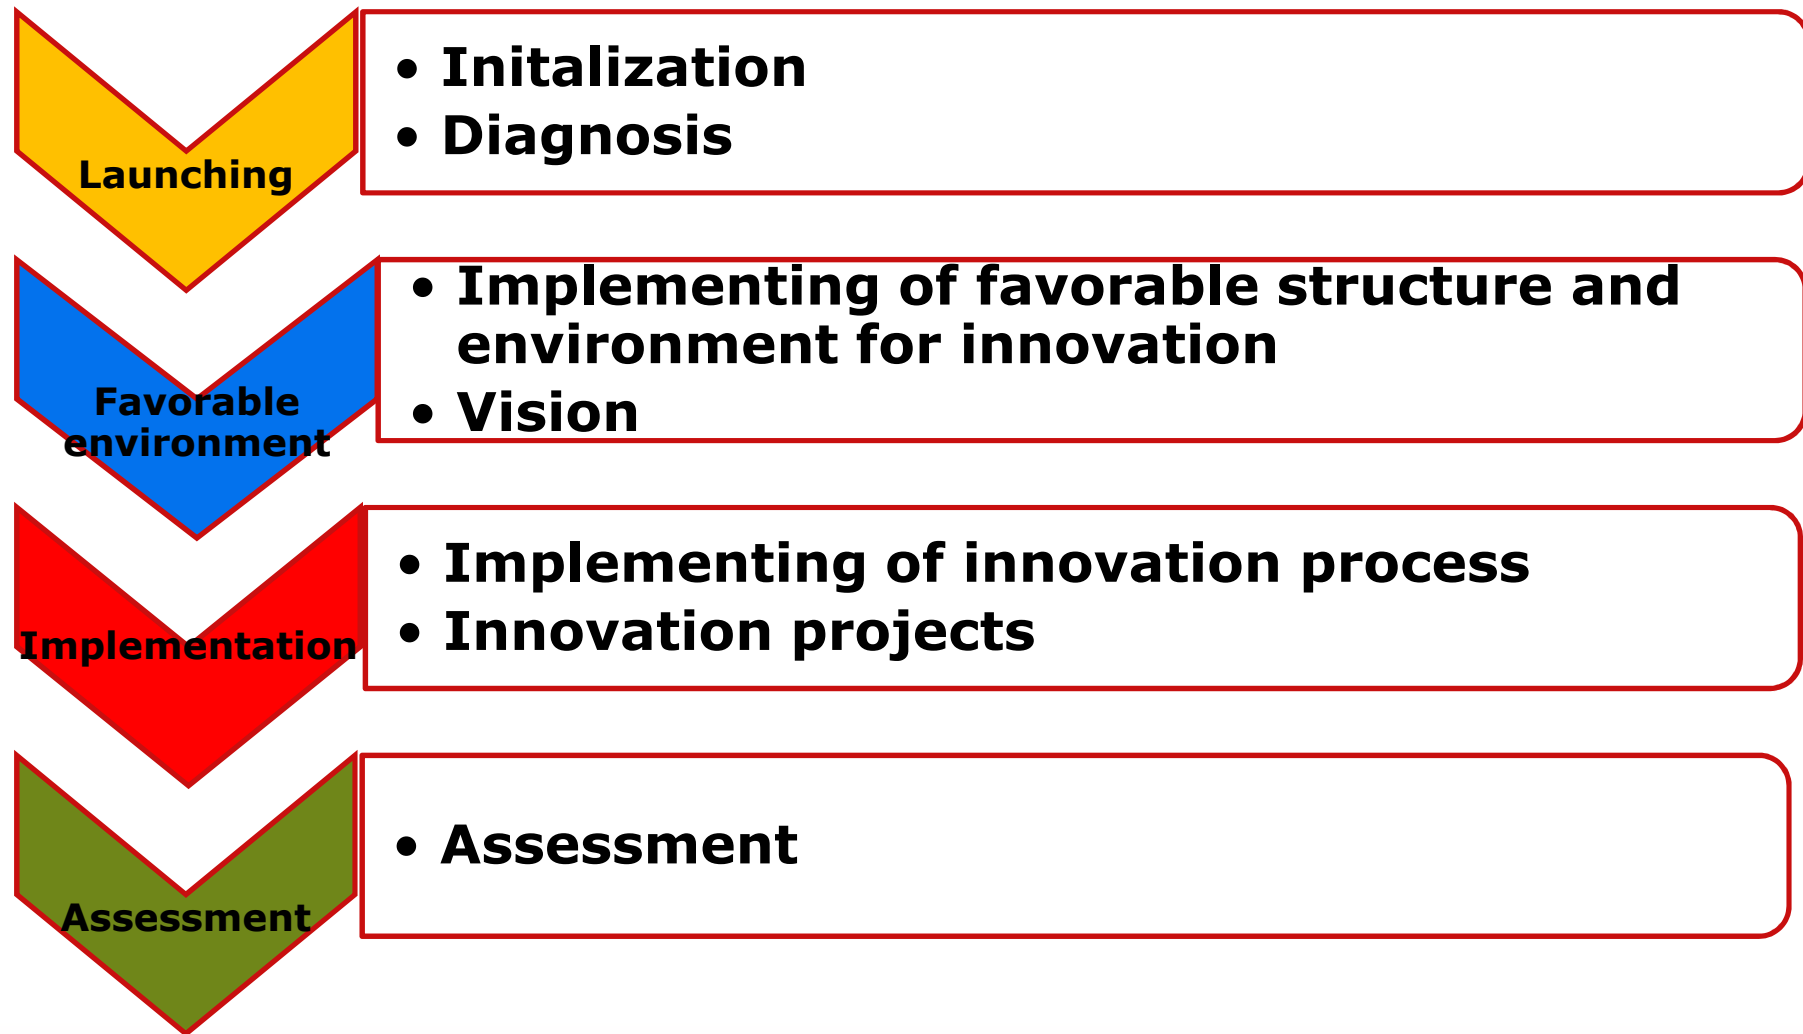 Launching
• Initalization
• Diagnosis
Favorable
environment
• Implementing of favorable structure and
environment for innovation
• Vision
Implementation
• Implementing of innovation process
• Innovation projects
Assessment
• Assessment